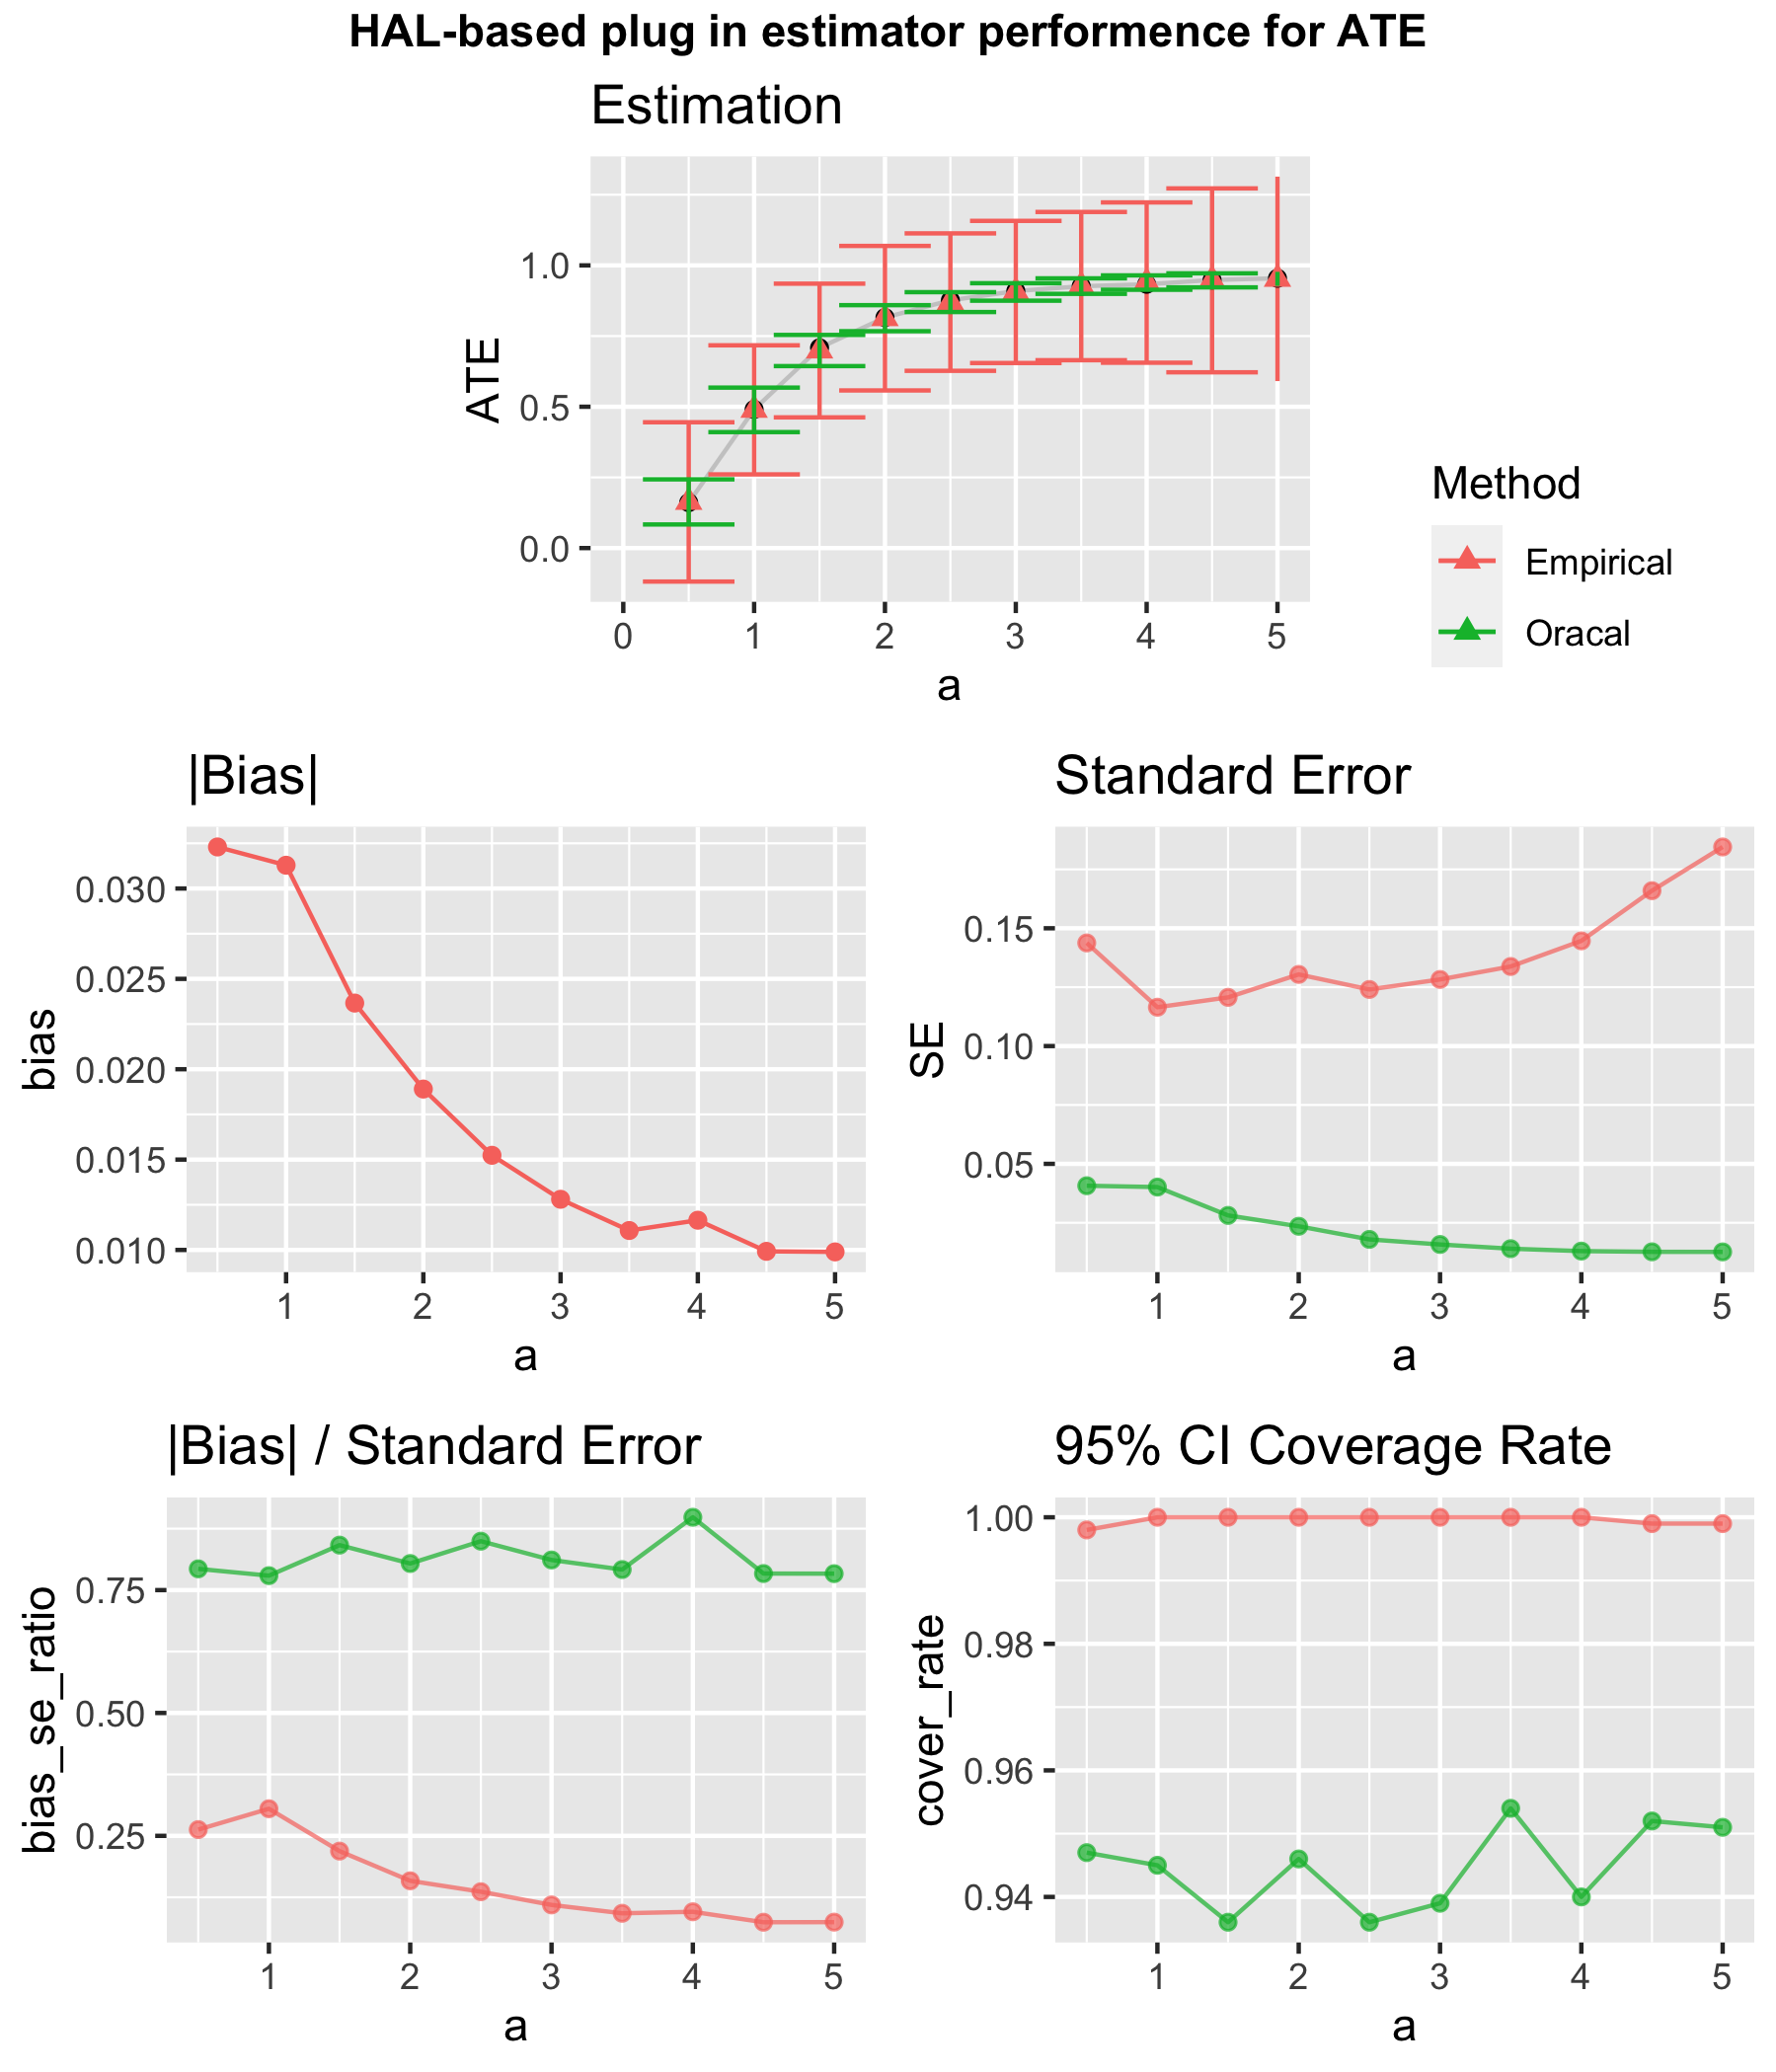 HAL-based plug in estimator performence for ATE
Estimation
1.0
0.5
0.0
ATE
0 1 2 3 4 5
a
Method
Empirical
Oracal
|Bias|
0.030
0.025
0.020
0.015
0.010
bias
1 2 3 4 5
a
Standard Error
0.15
0.10
0.05
SE
1 2 3 4 5
a
|Bias| / Standard Error
0.75
0.50
0.25
bias_se_ratio
1 2 3 4 5
a
95% CI Coverage Rate
1.00
0.98
0.96
0.94
cover_rate
1 2 3 4 5
a